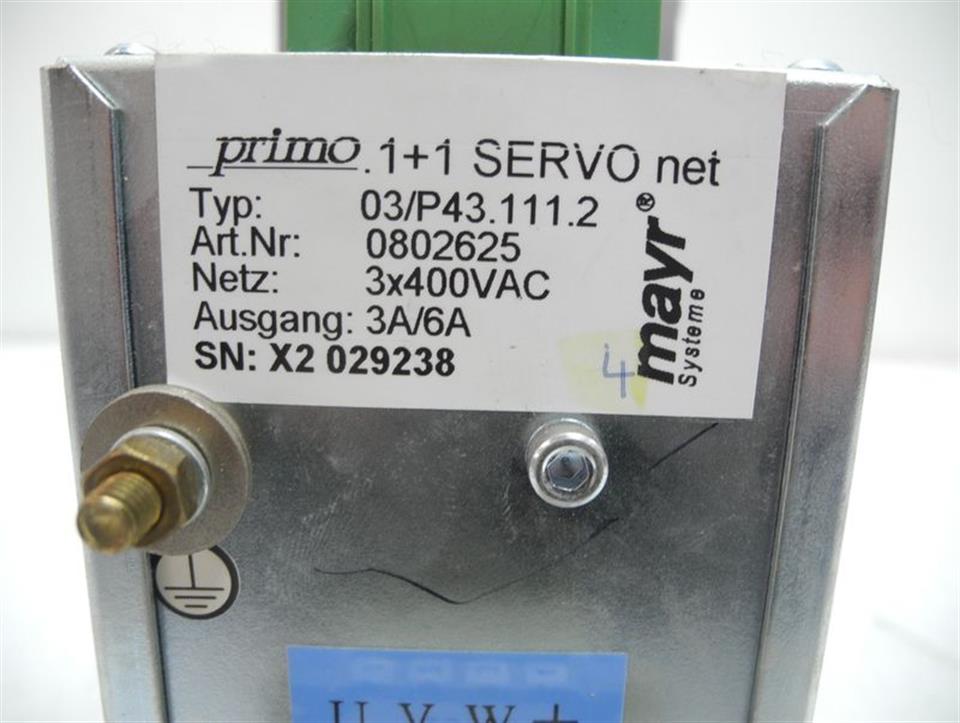 primo.1+1 SERVO net
Typ: 03/P43.111.2
Art.Nr: 0802625
Netz: 3x400VAC
Ausgang: 3A/6A
SN: X2 029238
mayr®
Systeme
4
U V W